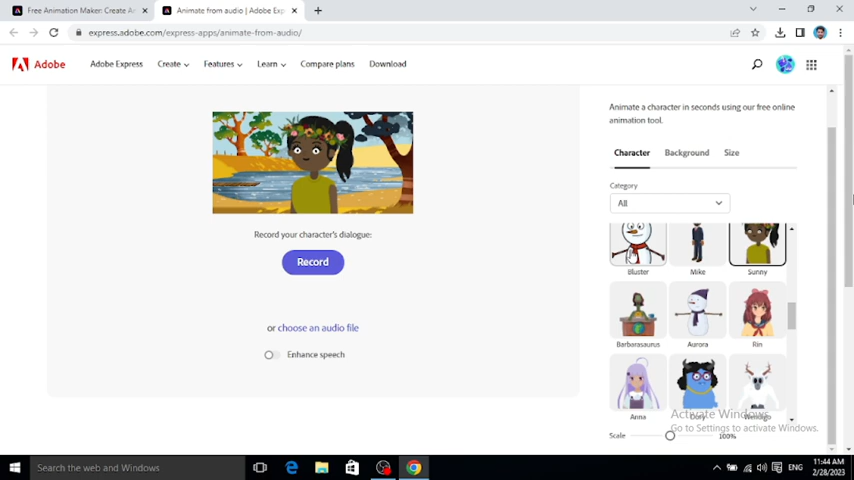 Free Animation Maker: Create An
Animate from audio | Adobe Exp
express.adobe.com/express-apps/animate-from-audio/
Adobe
Adobe Express
Create
Features
Learn
Compare plans
Download
Animate a character in seconds using our free online
animation tool.
Character
Background
Size
Category
All
Bluster
Mike
Sunny
Record your character's dialogue:
Record
or choose an audio file
Enhance speech
Barbarasaurus
Aurora
Rin
Anna
Dory
Wendigo
Activate Windows
Go to Settings to activate Windows.
Scale
100%
Search the web and Windows
ENG
11:44 AM
2/28/2023